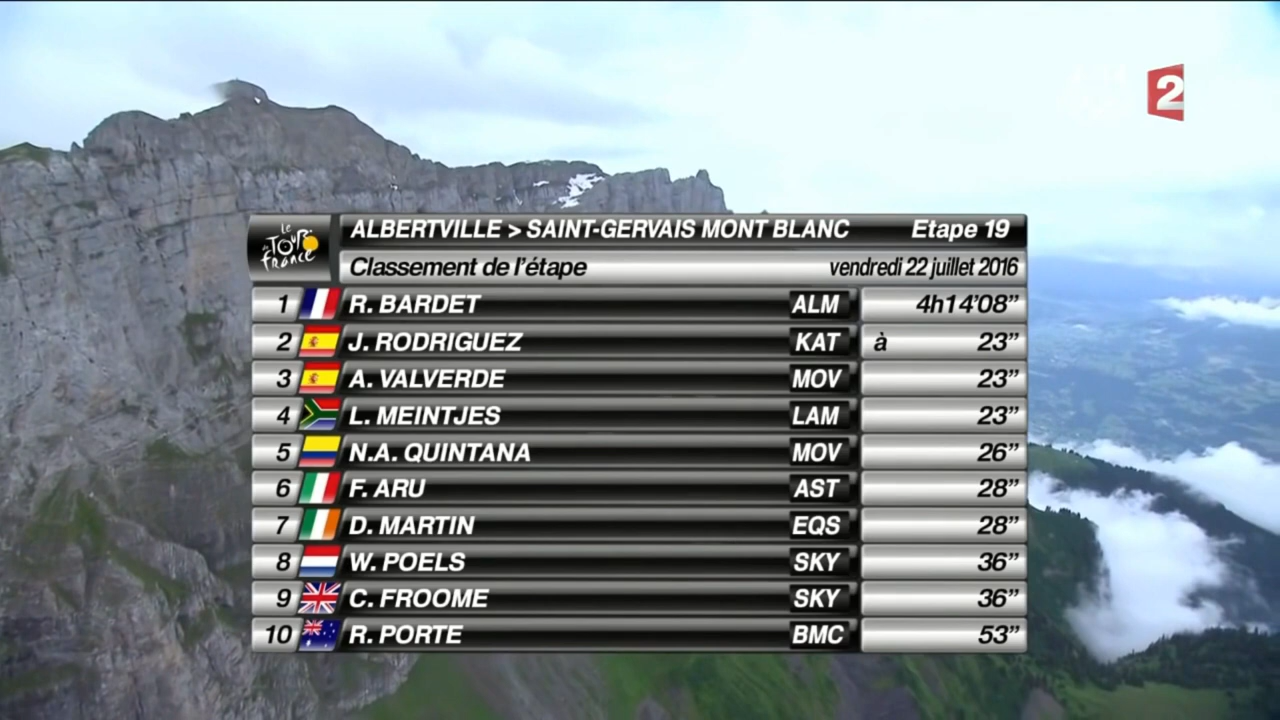 2
Le Tour de France
ALBERTVILLE > SAINT-GERVAIS MONT BLANC Etape 19
Classement de l'étape vendredi 22 juillet 2016
1 R. BARDET ALM 4h14'08"
2 J. RODRIGUEZ KAT à 23"
3 A. VALVERDE MOV 23"
4 L. MEINTJES LAM 23"
5 N.A. QUINTANA MOV 26"
6 F. ARU AST 28"
7 D. MARTIN EQS 28"
8 W. POELS SKY 36"
9 C. FROOME SKY 36"
10 R. PORTE BMC 53"